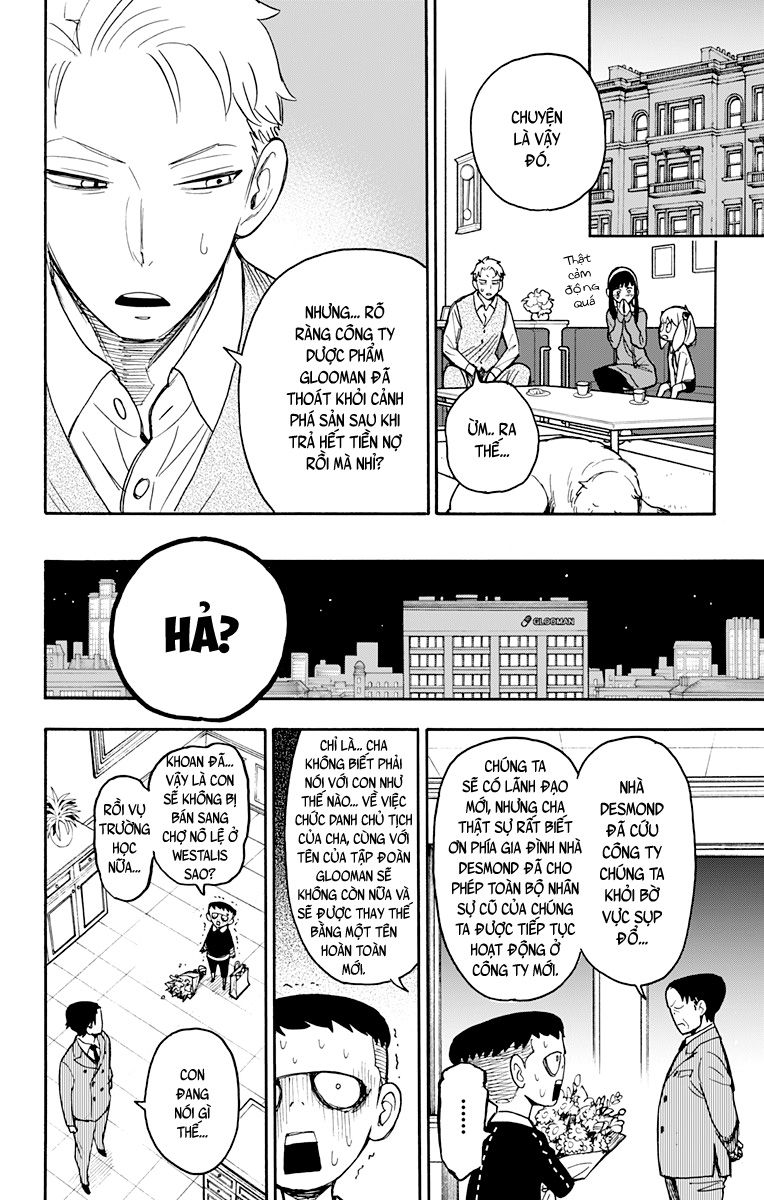 CHUYỆN
LÀ VẬY
ĐÓ.
Thật
cảm
động
quá
ỪM.. RA
THẾ...
NHƯNG... RÕ
RÀNG CÔNG TY
DƯỢC PHẨM
GLOOMAN ĐÃ
THOÁT KHỎI CẢNH
PHÁ SẢN SAU KHI
TRẢ HẾT TIỀN NỢ
RỒI MÀ NHỈ?
GLOOMAN
HẢ?
NHÀ
DESMOND
ĐÃ CỨU
CÔNG TY
CHÚNG TA
KHỎI BỜ
VỰC SỤP
ĐỔ...
CHÚNG TA
SẼ CÓ LÃNH ĐẠO
MỚI, NHƯNG CHA
THẬT SỰ RẤT BIẾT
ƠN PHÍA GIA ĐÌNH NHÀ
DESMOND ĐÃ CHO
PHÉP TOÀN BỘ NHÂN
SỰ CŨ CỦA CHÚNG
TA ĐƯỢC TIẾP TỤC
HOẠT ĐỘNG Ở
CÔNG TY MỚI.
......
CHỈ LÀ... CHA
KHÔNG BIẾT PHẢI
NÓI VỚI CON NHƯ
THẾ NÀO... VỀ VIỆC
CHỨC DANH CHỦ TỊCH
CỦA CHA, CÙNG VỚI
TÊN CỦA TẬP ĐOÀN
GLOOMAN SẼ
KHÔNG CÒN NỮA VÀ
SẼ ĐƯỢC THAY THẾ
BẰNG MỘT TÊN
HOÀN TOÀN
MỚI.
KHOAN ĐÃ...
VẬY LÀ CON
SẼ KHÔNG BỊ
BÁN SANG
CHỢ NÔ LỆ Ở
WESTALIS
SAO?
RỒI VỤ
TRƯỜNG
HỌC
NỮA...
CON
ĐANG
NÓI GÌ
THẾ...